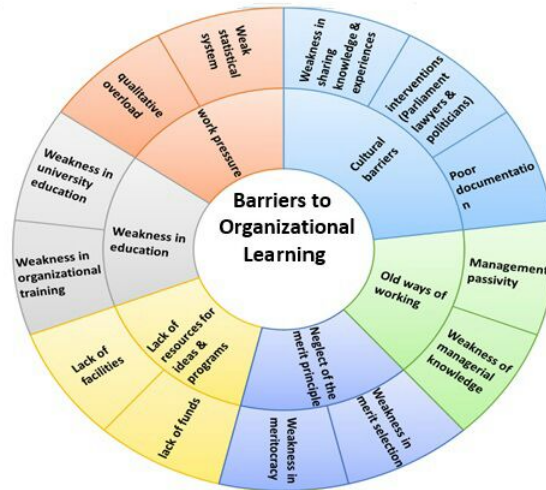 Barriers to
Organizational
Learning
Cultural
barriers
Weakness in
sharing
knowledge &
experiences
interventions
(Parliament
lawyers &
politicians)
Poor
documentatio
n
Old ways of
working
Management
passivity
Weakness of
managerial
knowledge
Neglect of the
merit principle
Weakness in
merit selection
Weakness in
meritocracy
Lack of
resources for
ideas &
programs
lack of funds
Lack of
facilities
Weakness in
education
Weakness in
organizational
training
Weakness in
university
education
work pressure
qualitative
overload
Weak
statistical
system